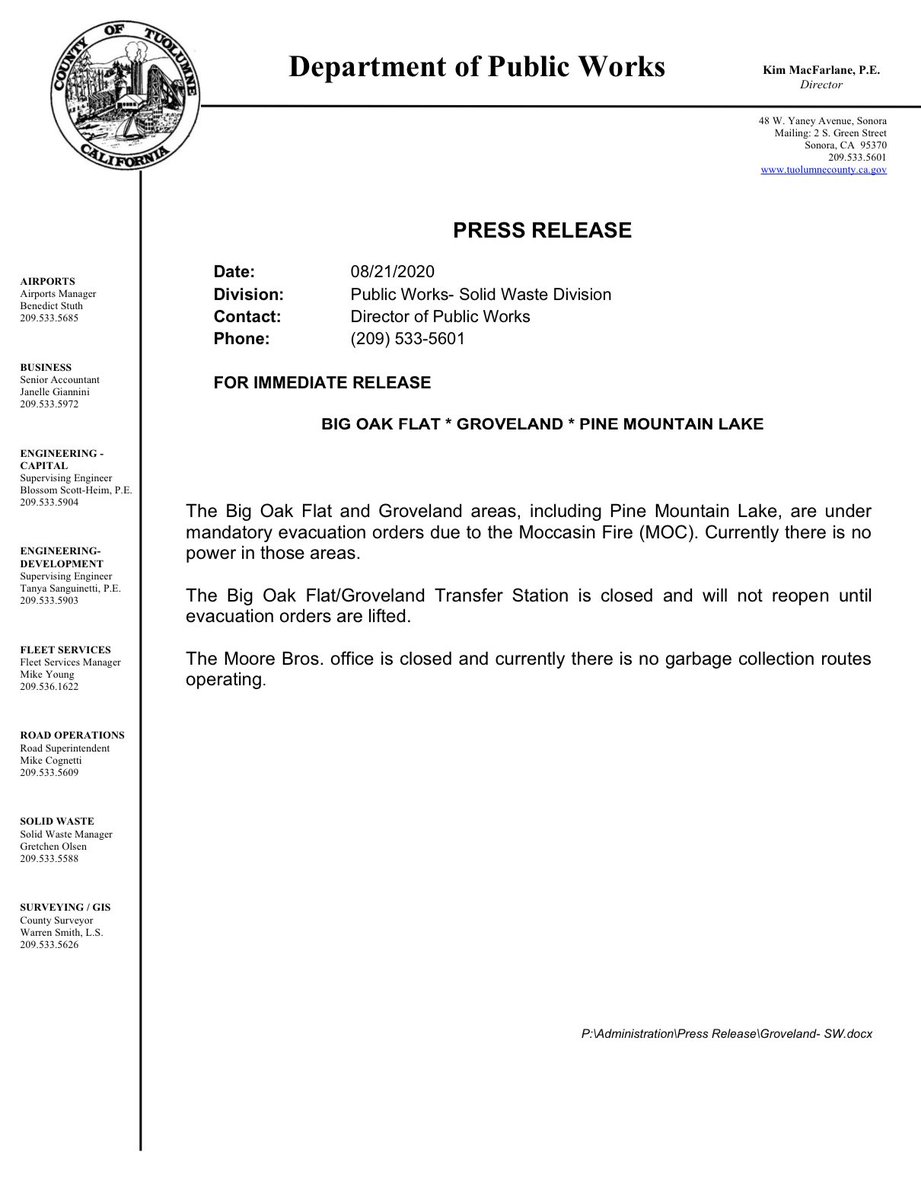 COUNTY OF TUOLUMNE
CALIFORNIA
Department of Public Works
Kim MacFarlane, P.E.
Director
48 W. Yaney Avenue, Sonora
Mailing: 2 S. Green Street
Sonora, CA 95370
209.533.5601
www.tuolumnecounty.ca.gov
AIRPORTS
Airports Manager
Benedict Stuth
209.533.5685
BUSINESS
Senior Accountant
Janelle Giannini
209.533.5972
ENGINEERING -
CAPITAL
Supervising Engineer
Blossom Scott-Heim, P.E.
209.533.5904
ENGINEERING-
DEVELOPMENT
Supervising Engineer
Tanya Sanguinetti, P.E.
209.533.5903
FLEET SERVICES
Fleet Services Manager
Mike Young
209.536.1622
ROAD OPERATIONS
Road Superintendent
Mike Cognetti
209.533.5609
SOLID WASTE
Solid Waste Manager
Gretchen Olsen
209.533.5588
SURVEYING / GIS
County Surveyor
Warren Smith, L.S.
209.533.5626
PRESS RELEASE
Date: 08/21/2020
Division: Public Works- Solid Waste Division
Contact: Director of Public Works
Phone: (209) 533-5601
FOR IMMEDIATE RELEASE
BIG OAK FLAT * GROVELAND * PINE MOUNTAIN LAKE
The Big Oak Flat and Groveland areas, including Pine Mountain Lake, are under
mandatory evacuation orders due to the Moccasin Fire (MOC). Currently there is no
power in those areas.
The Big Oak Flat/Groveland Transfer Station is closed and will not reopen until
evacuation orders are lifted.
The Moore Bros. office is closed and currently there is no garbage collection routes
operating.
P:\Administration\Press Release\Groveland- SW.docx